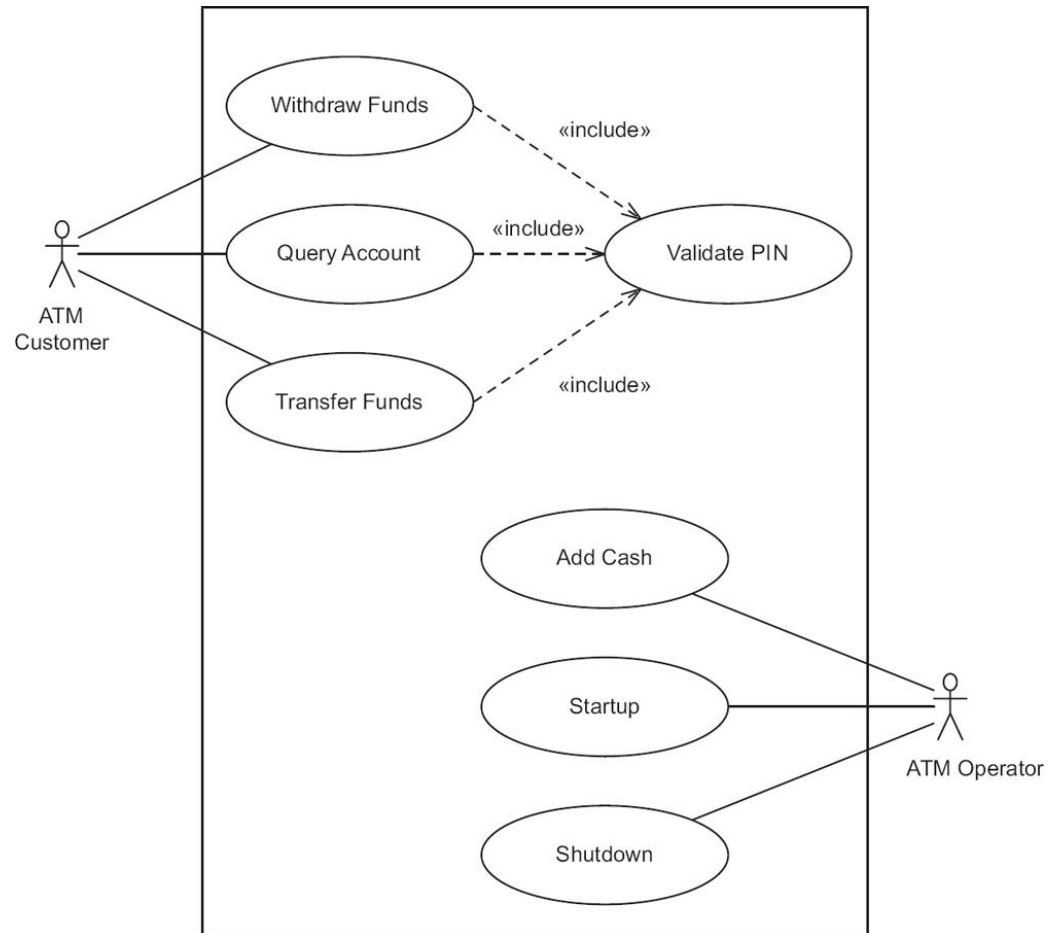 Withdraw Funds
«include»
«include»
Query Account
Validate PIN
ATM
Customer
«include»
Transfer Funds
Add Cash
Startup
ATM Operator
Shutdown